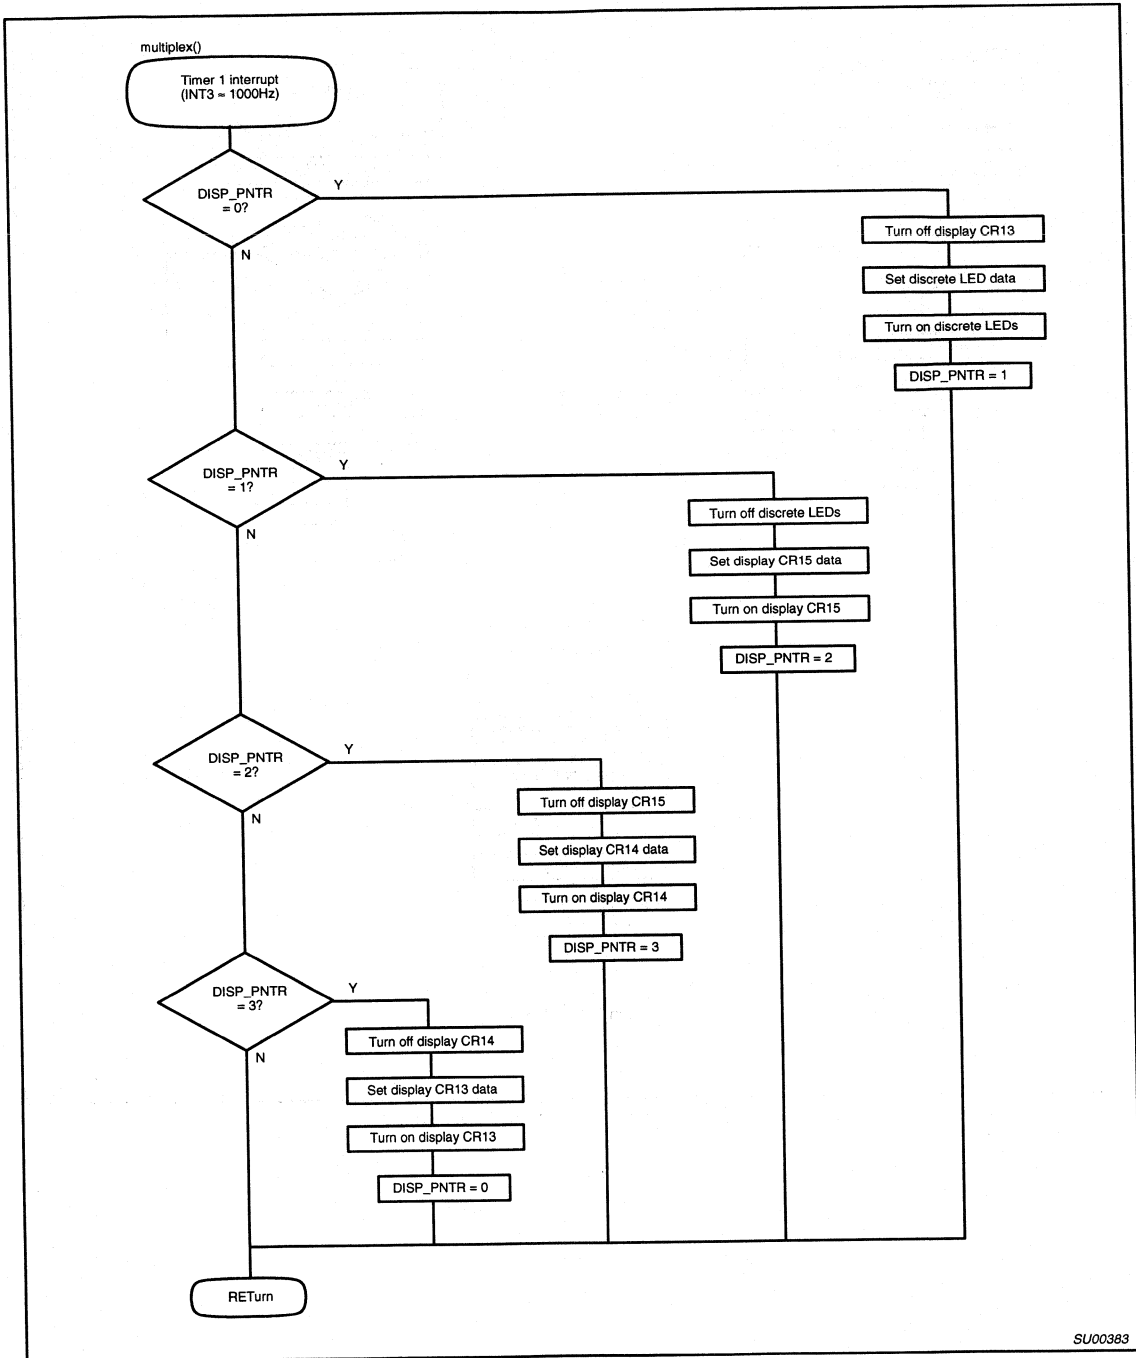 multiplex()
Timer 1 interrupt
(INT3 ≈ 1000Hz)
DISP_PNTR
= 0?
Y
N
Turn off display CR13
Set discrete LED data
Turn on discrete LEDs
DISP_PNTR = 1
DISP_PNTR
= 1?
Y
N
Turn off discrete LEDs
Set display CR15 data
Turn on display CR15
DISP_PNTR = 2
DISP_PNTR
= 2?
Y
N
Turn off display CR15
Set display CR14 data
Turn on display CR14
DISP_PNTR = 3
DISP_PNTR
= 3?
Y
N
Turn off display CR14
Set display CR13 data
Turn on display CR13
DISP_PNTR = 0
RETurn
SU00383